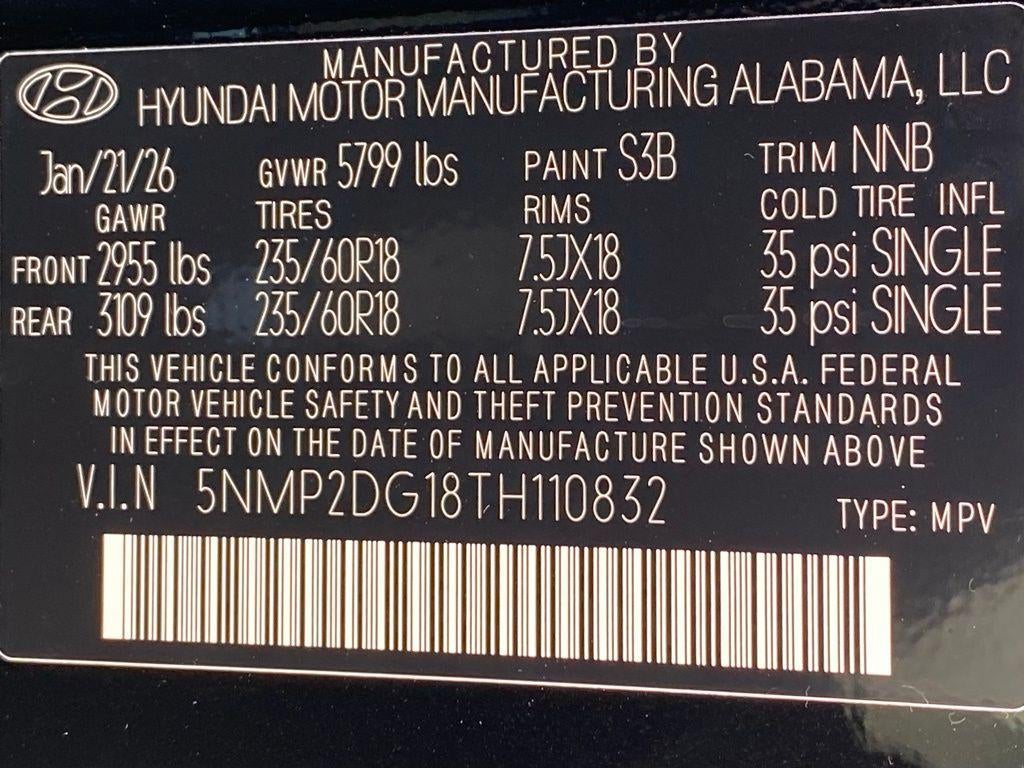 MANUFACTURED BY
HYUNDAI MOTOR MANUFACTURING ALABAMA, LLC
Jan/21/26 GVWR 5799 lbs PAINT S3B TRIM NNB
GAWR TIRES RIMS COLD TIRE INFL
FRONT 2955 lbs 235/60R18 7.5JX18 35 psi SINGLE
REAR 3109 lbs 235/60R18 7.5JX18 35 psi SINGLE
THIS VEHICLE CONFORMS TO ALL APPLICABLE U.S.A. FEDERAL
MOTOR VEHICLE SAFETY AND THEFT PREVENTION STANDARDS
IN EFFECT ON THE DATE OF MANUFACTURE SHOWN ABOVE
V.I.N 5NMP2DG18TH110832 TYPE: MPV